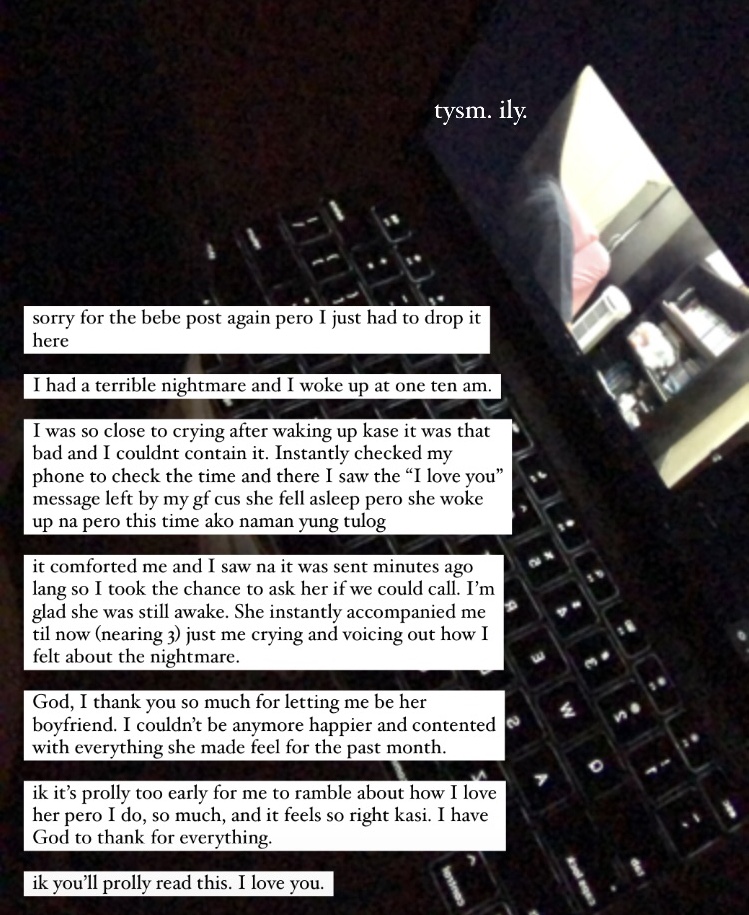 tysm. ily.
sorry for the bebe post again pero I just had to drop it
here
I had a terrible nightmare and I woke up at one ten am.
I was so close to crying after waking up kase it was that
bad and I couldnt contain it. Instantly checked my
phone to check the time and there I saw the “I love you”
message left by my gf cus she fell asleep pero she woke
up na pero this time ako naman yung tulog
it comforted me and I saw na it was sent minutes ago
lang so I took the chance to ask her if we could call. I’m
glad she was still awake. She instantly accompanied me
til now (nearing 3) just me crying and voicing out how I
felt about the nightmare.
God, I thank you so much for letting me be her
boyfriend. I couldn’t be anymore happier and contented
with everything she made feel for the past month.
ik it’s prolly too early for me to ramble about how I love
her pero I do, so much, and it feels so right kasi. I have
God to thank for everything.
ik you’ll prolly read this. I love you.